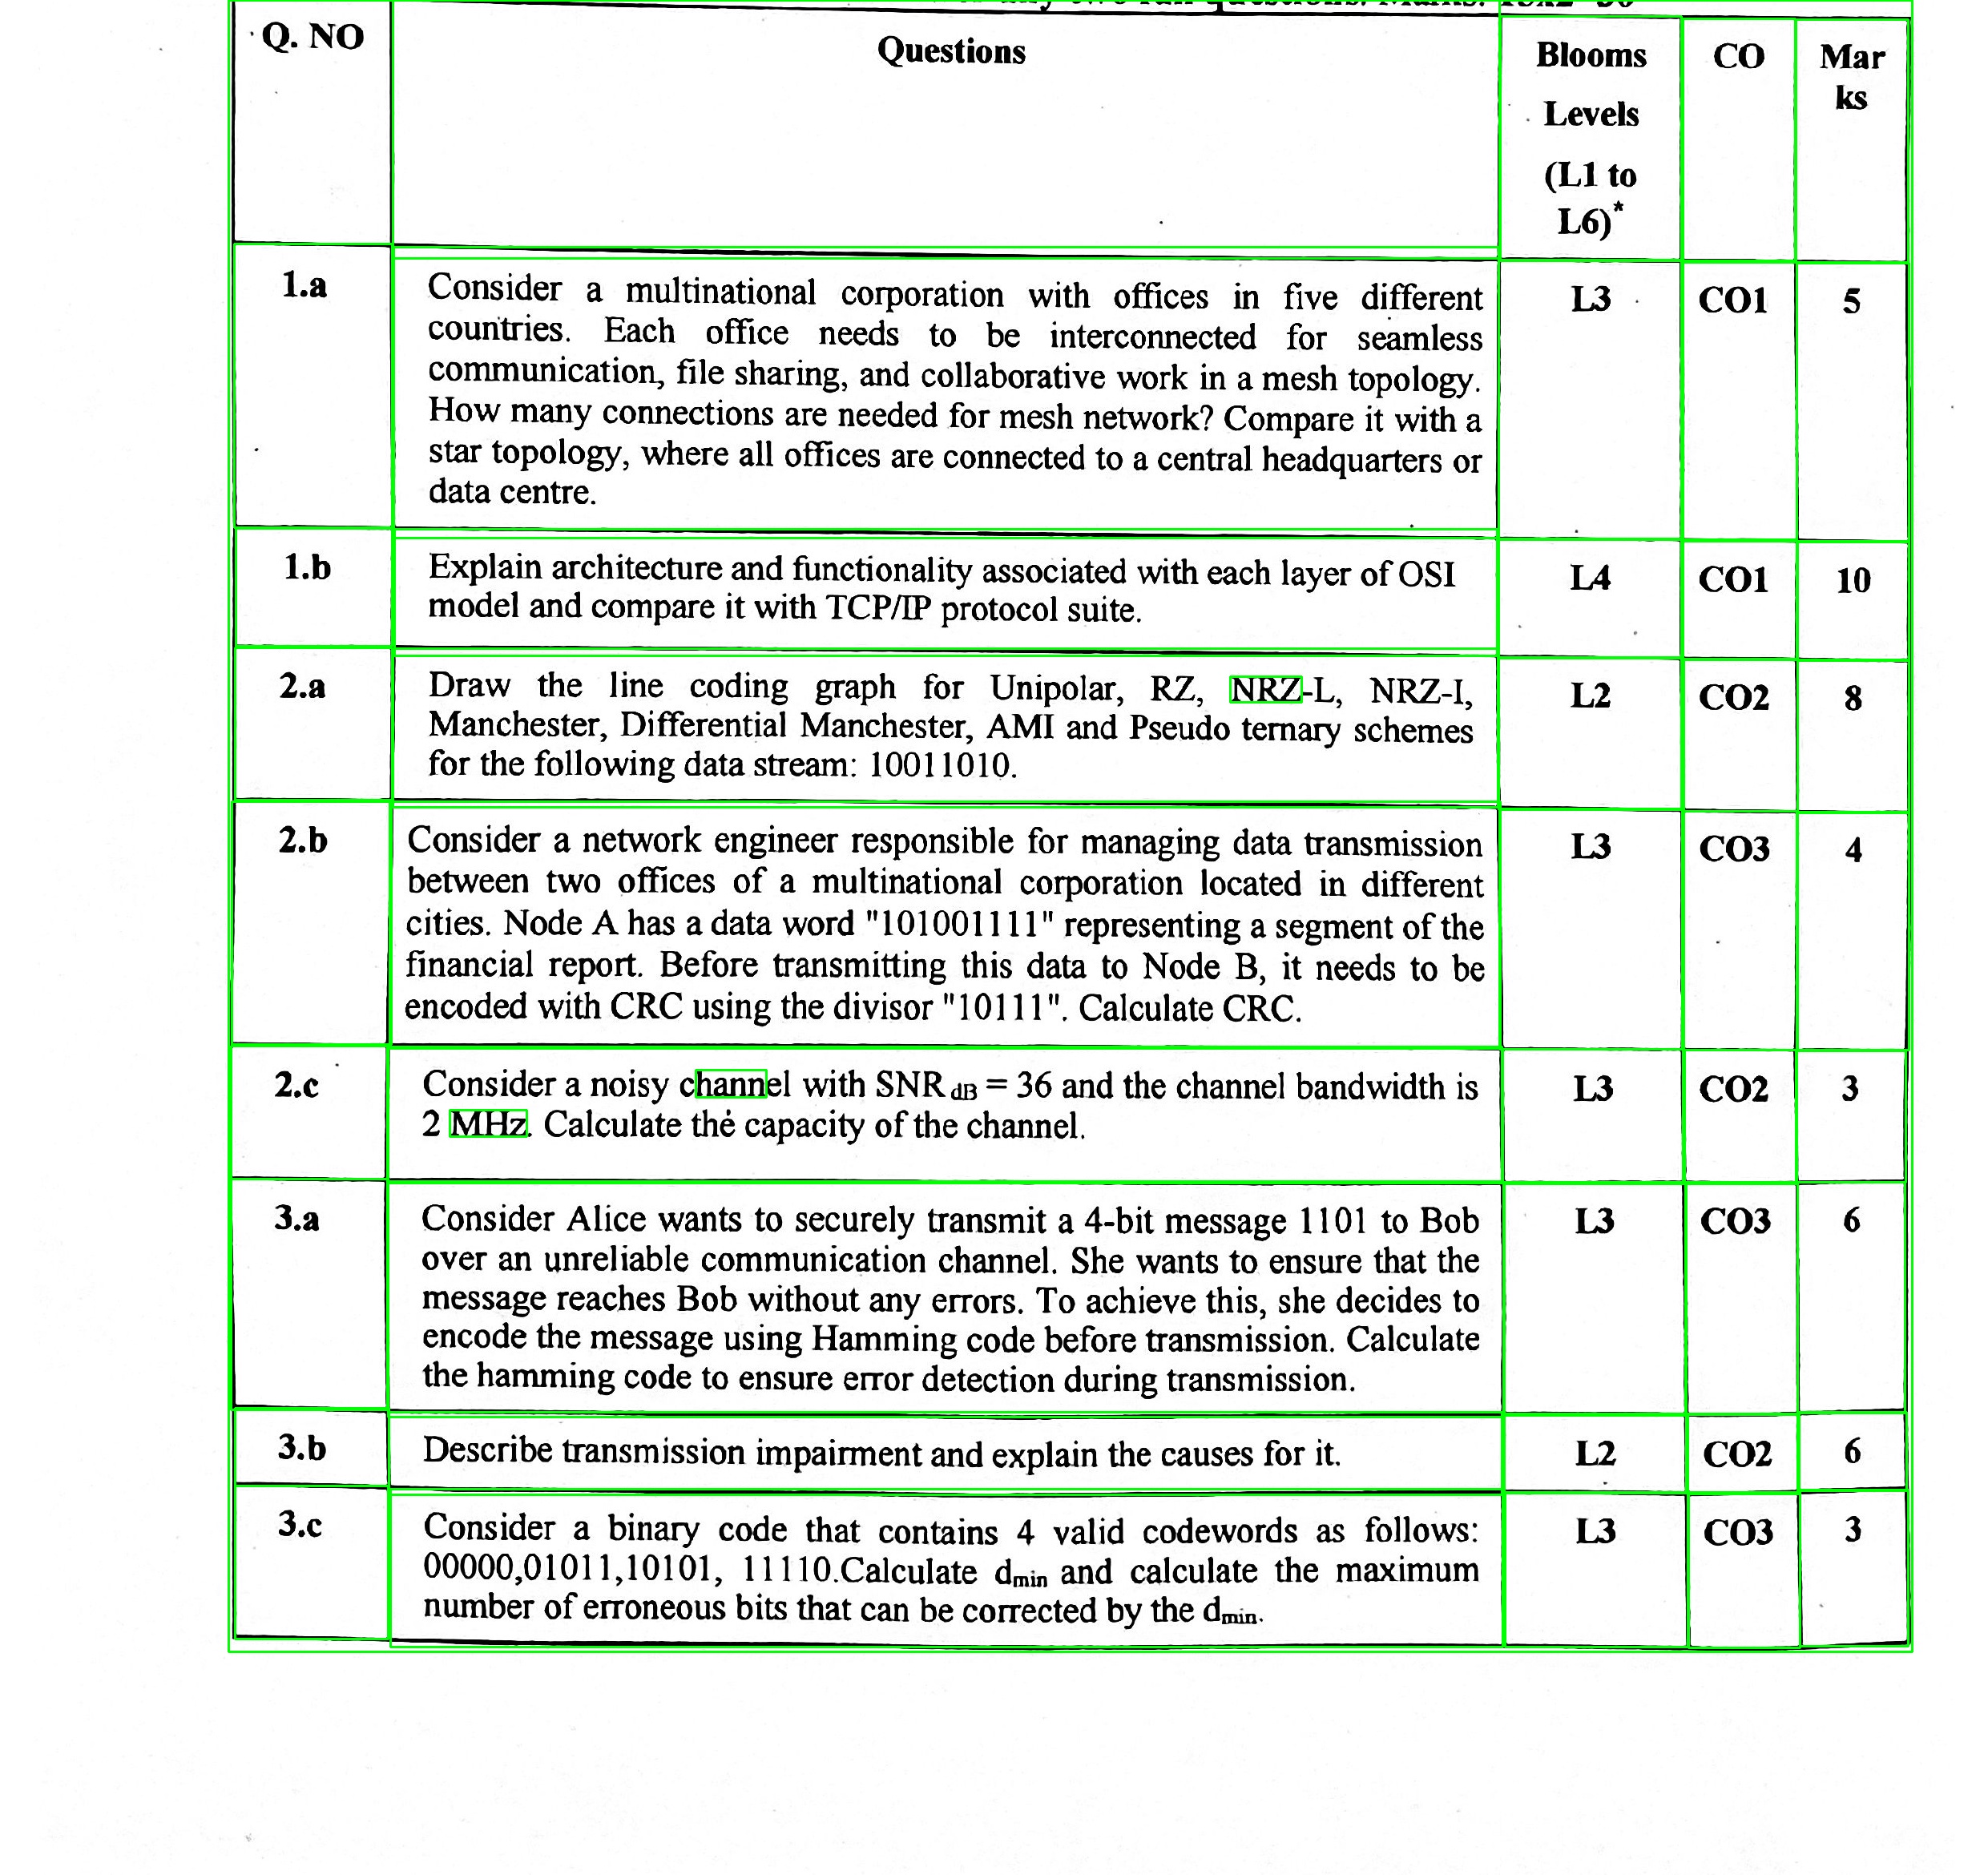 Q. NO Questions Blooms CO Mar
Levels ks
(L1 to
L6)*
1.a Consider a multinational corporation with offices in five different L3 CO1 5
countries. Each office needs to be interconnected for seamless
communication, file sharing, and collaborative work in a mesh topology.
How many connections are needed for mesh network? Compare it with a
star topology, where all offices are connected to a central headquarters or
data centre.
1.b Explain architecture and functionality associated with each layer of OSI L4 CO1 10
model and compare it with TCP/IP protocol suite.
2.a Draw the line coding graph for Unipolar, RZ, NRZ-L, NRZ-I, L2 CO2 8
Manchester, Differential Manchester, AMI and Pseudo ternary schemes
for the following data stream: 10011010.
2.b Consider a network engineer responsible for managing data transmission L3 CO3 4
between two offices of a multinational corporation located in different
cities. Node A has a data word "101001111" representing a segment of the
financial report. Before transmitting this data to Node B, it needs to be
encoded with CRC using the divisor "10111". Calculate CRC.
2.c Consider a noisy channel with SNR dB = 36 and the channel bandwidth is L3 CO2 3
2 MHz. Calculate the capacity of the channel.
3.a Consider Alice wants to securely transmit a 4-bit message 1101 to Bob L3 CO3 6
over an unreliable communication channel. She wants to ensure that the
message reaches Bob without any errors. To achieve this, she decides to
encode the message using Hamming code before transmission. Calculate
the hamming code to ensure error detection during transmission.
3.b Describe transmission impairment and explain the causes for it. L2 CO2 6
3.c Consider a binary code that contains 4 valid codewords as follows: L3 CO3 3
00000,01011,10101, 11110.Calculate dmin and calculate the maximum
number of erroneous bits that can be corrected by the dmin.